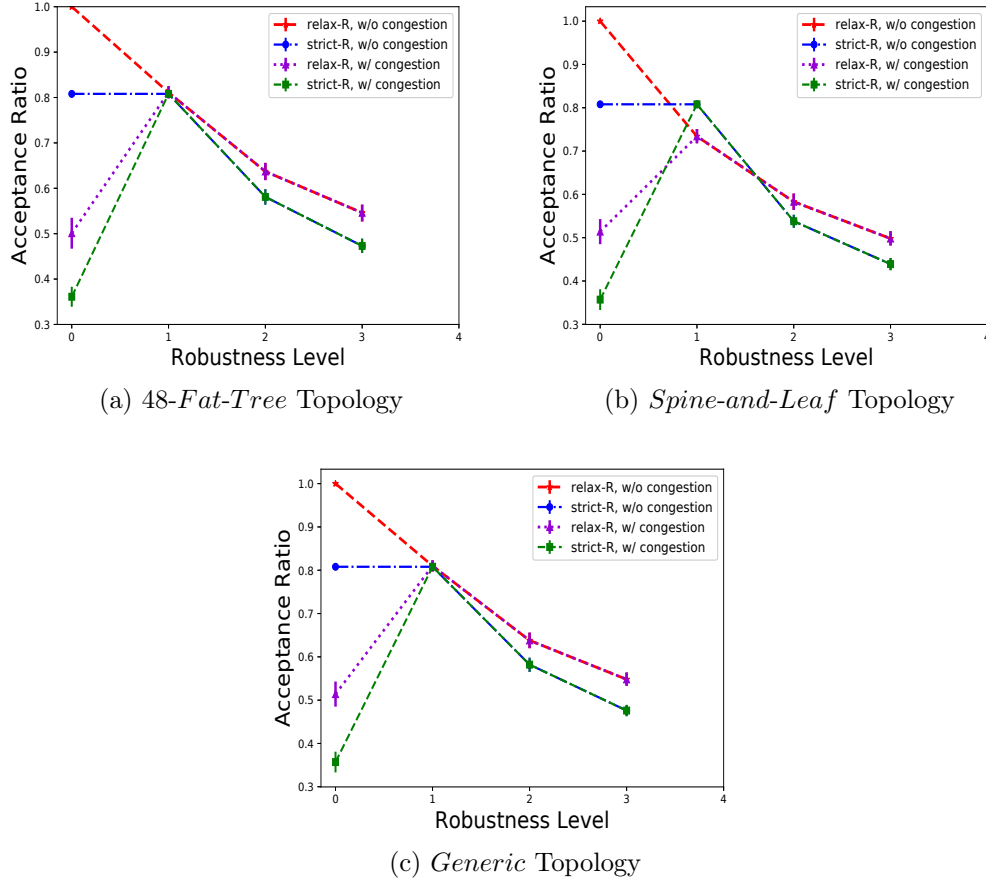 1.0
0.9
0.8
0.7
0.6
0.5
0.4
0.3
Acceptance Ratio
relax-R, w/o congestion
strict-R, w/o congestion
relax-R, w/ congestion
strict-R, w/ congestion
0 1 2 3 4
Robustness Level
(a) 48-Fat-Tree Topology
1.0
0.9
0.8
0.7
0.6
0.5
0.4
0.3
Acceptance Ratio
relax-R, w/o congestion
strict-R, w/o congestion
relax-R, w/ congestion
strict-R, w/ congestion
0 1 2 3 4
Robustness Level
(b) Spine-and-Leaf Topology
1.0
0.9
0.8
0.7
0.6
0.5
0.4
0.3
Acceptance Ratio
relax-R, w/o congestion
strict-R, w/o congestion
relax-R, w/ congestion
strict-R, w/ congestion
0 1 2 3 4
Robustness Level
(c) Generic Topology